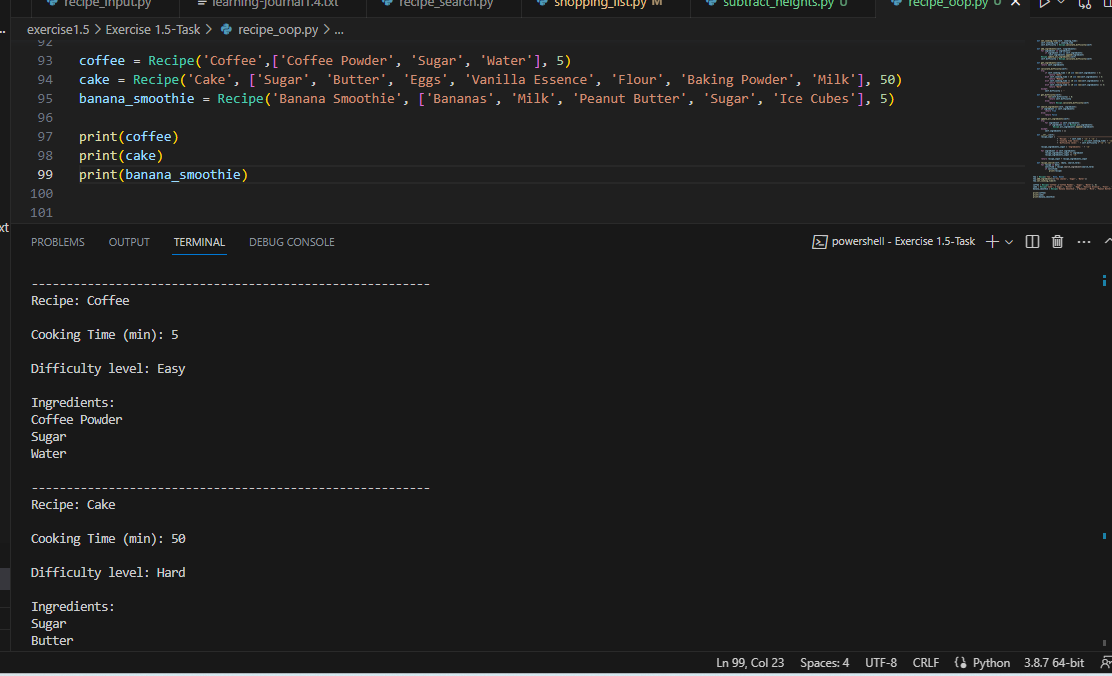 recipe_input.py learning-journal1.4.txt recipe_search.py shopping_list.py M subtract_heights.py U recipe_oop.py U
exercise1.5 > Exercise 1.5-Task > recipe_oop.py > ...
92
93 coffee = Recipe('Coffee',['Coffee Powder', 'Sugar', 'Water'], 5)
94 cake = Recipe('Cake', ['Sugar', 'Butter', 'Eggs', 'Vanilla Essence', 'Flour', 'Baking Powder', 'Milk'], 50)
95 banana_smoothie = Recipe('Banana Smoothie', ['Bananas', 'Milk', 'Peanut Butter', 'Sugar', 'Ice Cubes'], 5)
96
97 print(coffee)
98 print(cake)
99 print(banana_smoothie)
100
101
xt
PROBLEMS OUTPUT TERMINAL DEBUG CONSOLE powershell - Exercise 1.5-Task
---------------------------------------------------------
Recipe: Coffee
Cooking Time (min): 5
Difficulty level: Easy
Ingredients:
Coffee Powder
Sugar
Water
---------------------------------------------------------
Recipe: Cake
Cooking Time (min): 50
Difficulty level: Hard
Ingredients:
Sugar
Butter
Ln 99, Col 23 Spaces: 4 UTF-8 CRLF Python 3.8.7 64-bit